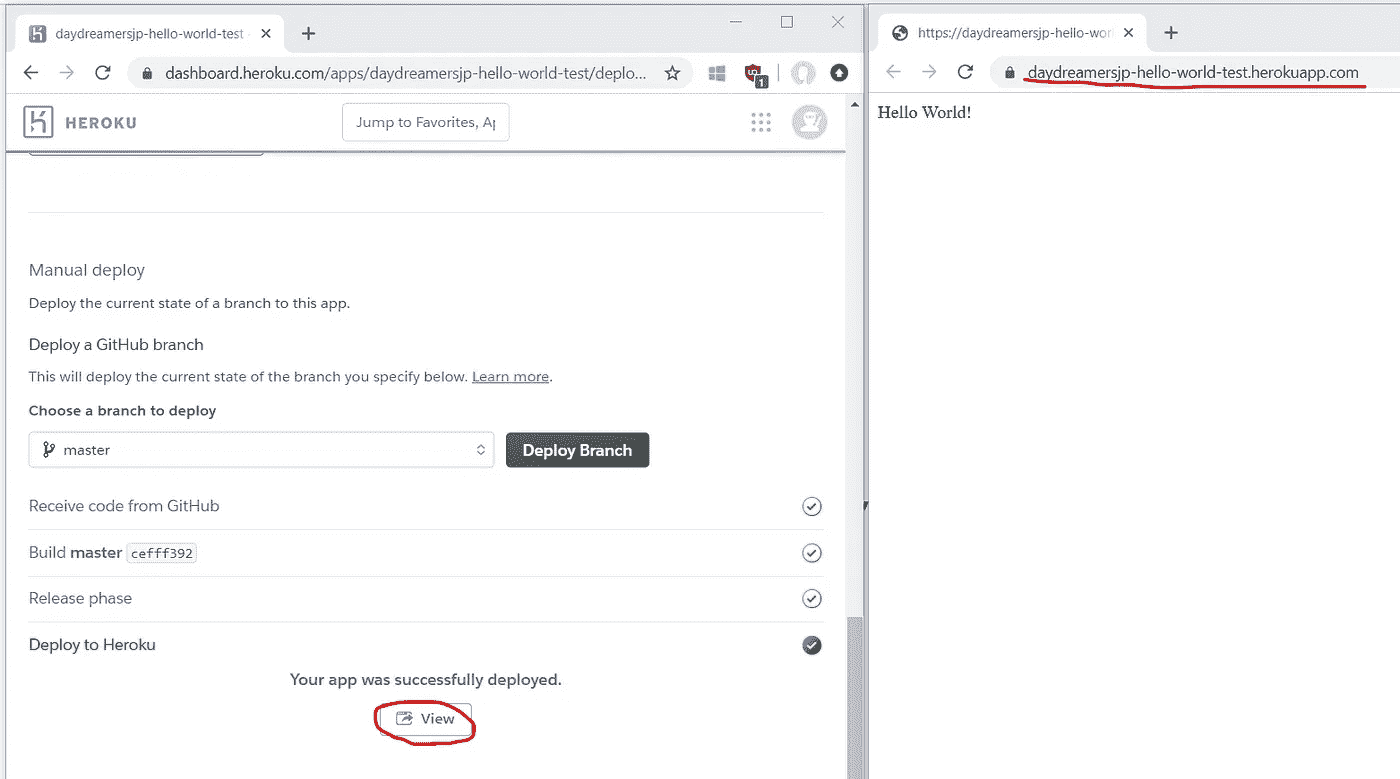 daydreamersjp-hello-world-test
dashboard.heroku.com/apps/daydreamersjp-hello-world-test/deplo...
1
HEROKU
Jump to Favorites, Ap
Manual deploy
Deploy the current state of a branch to this app.
Deploy a GitHub branch
This will deploy the current state of the branch you specify below. Learn more.
Choose a branch to deploy
master
Deploy Branch
Receive code from GitHub
Build master cefff392
Release phase
Deploy to Heroku
Your app was successfully deployed.
View
https://daydreamersjp-hello-wor
daydreamersjp-hello-world-test.herokuapp.com
Hello World!